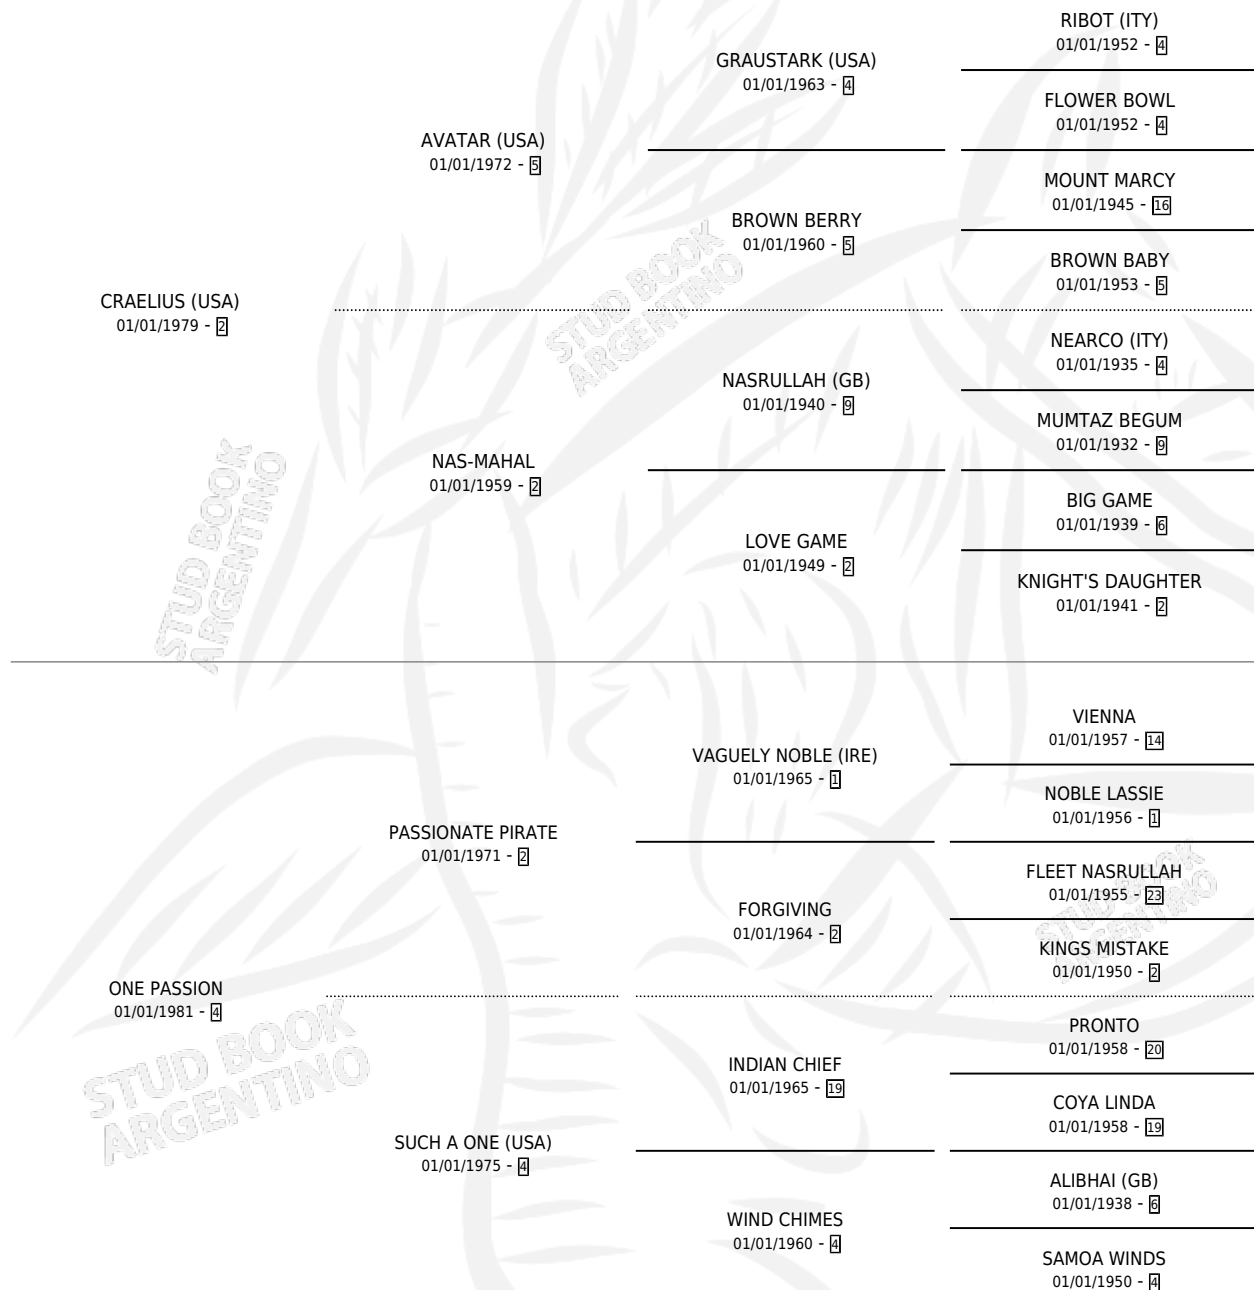 RIBOT (ITY)
01/01/1952 - 4
GRAUSTARK (USA)
01/01/1963 - 4
FLOWER BOWL
01/01/1952 - 4
AVATAR (USA)
01/01/1972 - 5
MOUNT MARCY
01/01/1945 - 16
BROWN BERRY
01/01/1960 - 5
BROWN BABY
01/01/1953 - 5
CRAELIUS (USA)
01/01/1979 - 2
STUD BOOK
ARGENTINO
NEARCO (ITY)
01/01/1935 - 4
NASRULLAH (GB)
01/01/1940 - 9
MUMTAZ BEGUM
01/01/1932 - 9
NAS-MAHAL
01/01/1959 - 2
BIG GAME
01/01/1939 - 6
LOVE GAME
01/01/1949 - 2
KNIGHT'S DAUGHTER
01/01/1941 - 2
STUD BOOK
ARGENTINO
VIENNA
01/01/1957 - 14
VAGUELY NOBLE (IRE)
01/01/1965 - 1
NOBLE LASSIE
01/01/1956 - 1
PASSIONATE PIRATE
01/01/1971 - 2
FLEET NASRULLAH
01/01/1955 - 23
STUD BOOK
ARGENTINO
FORGIVING
01/01/1964 - 2
KINGS MISTAKE
01/01/1950 - 2
ONE PASSION
01/01/1981 - 4
STUD BOOK
ARGENTINO
PRONTO
01/01/1958 - 20
INDIAN CHIEF
01/01/1965 - 19
COYA LINDA
01/01/1958 - 19
SUCH A ONE (USA)
01/01/1975 - 4
ALIBHAI (GB)
01/01/1938 - 6
WIND CHIMES
01/01/1960 - 4
SAMOA WINDS
01/01/1950 - 4